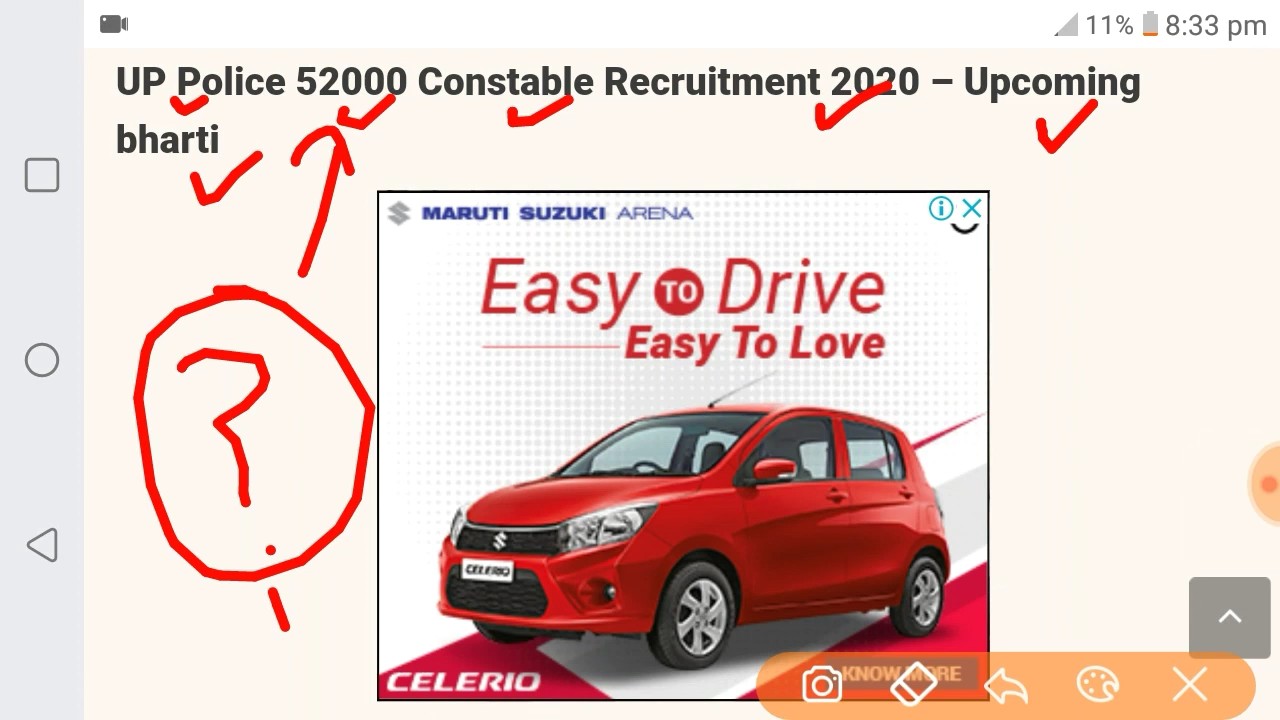 11% 8:33 pm
UP Police 52000 Constable Recruitment 2020 – Upcoming
bharti
MARUTI SUZUKI ARENA
Easy TO Drive
Easy To Love
CELERIO
CELERIO
KNOW MORE
?